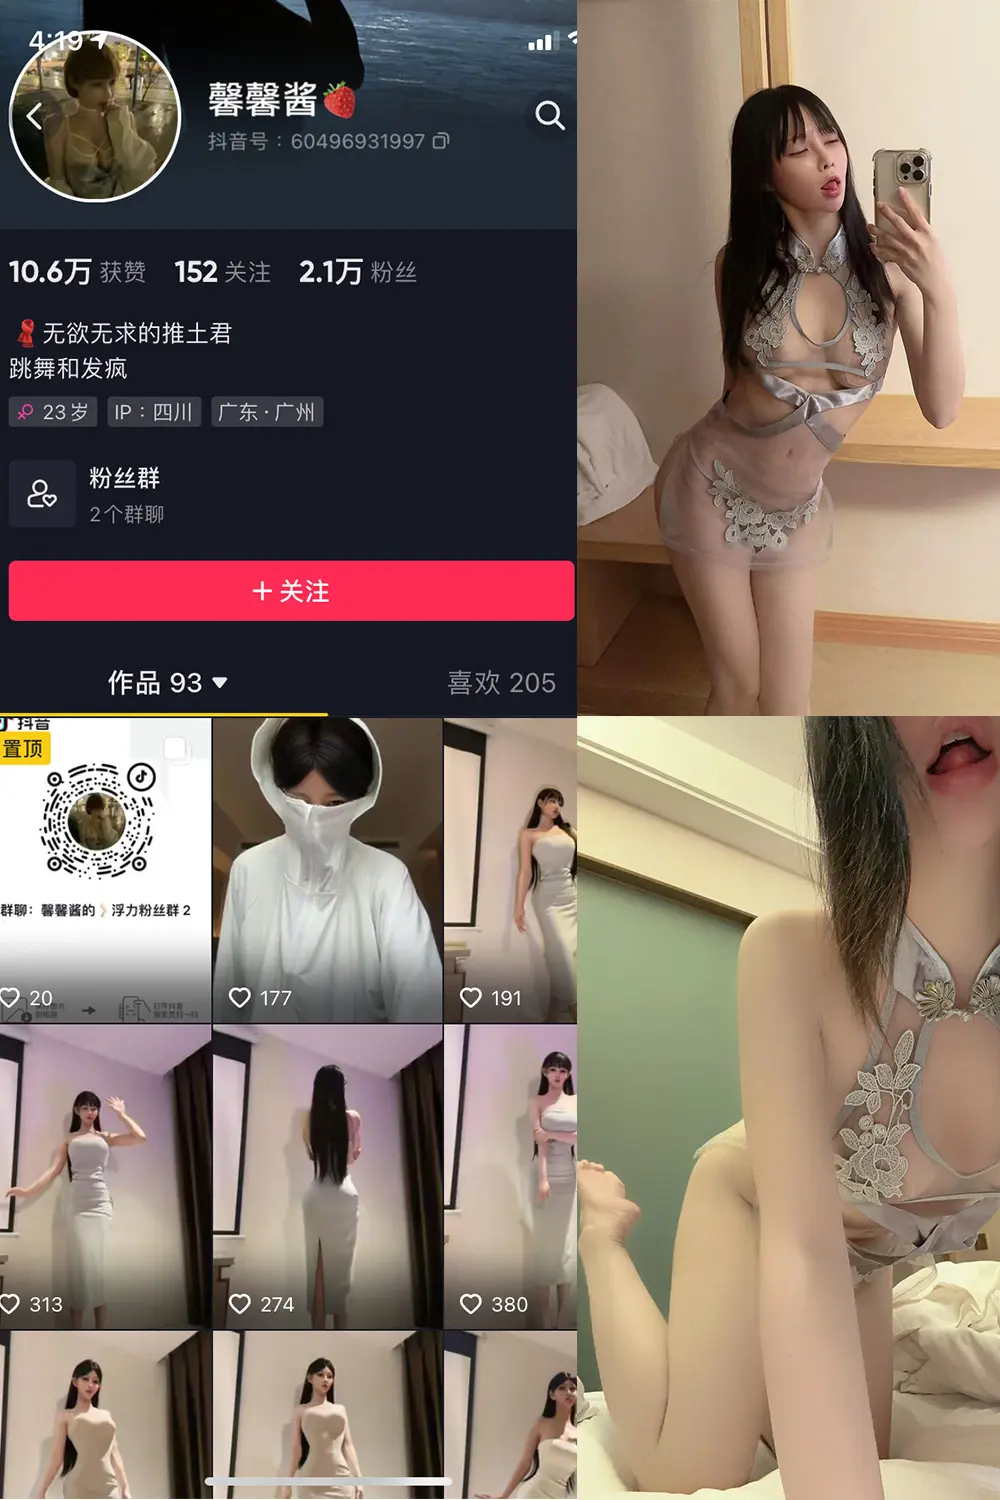 4:19
馨馨酱🍓
抖音号：60496931997
10.6万 获赞 152 关注 2.1万 粉丝
无欲无求的推土君
跳舞和发疯
23岁 IP：四川 广东·广州
粉丝群
2个群聊
+ 关注
作品 93 喜欢 205
抖音
置顶
群聊：馨馨酱的浮力粉丝群 2
20
177
191
313
274
380